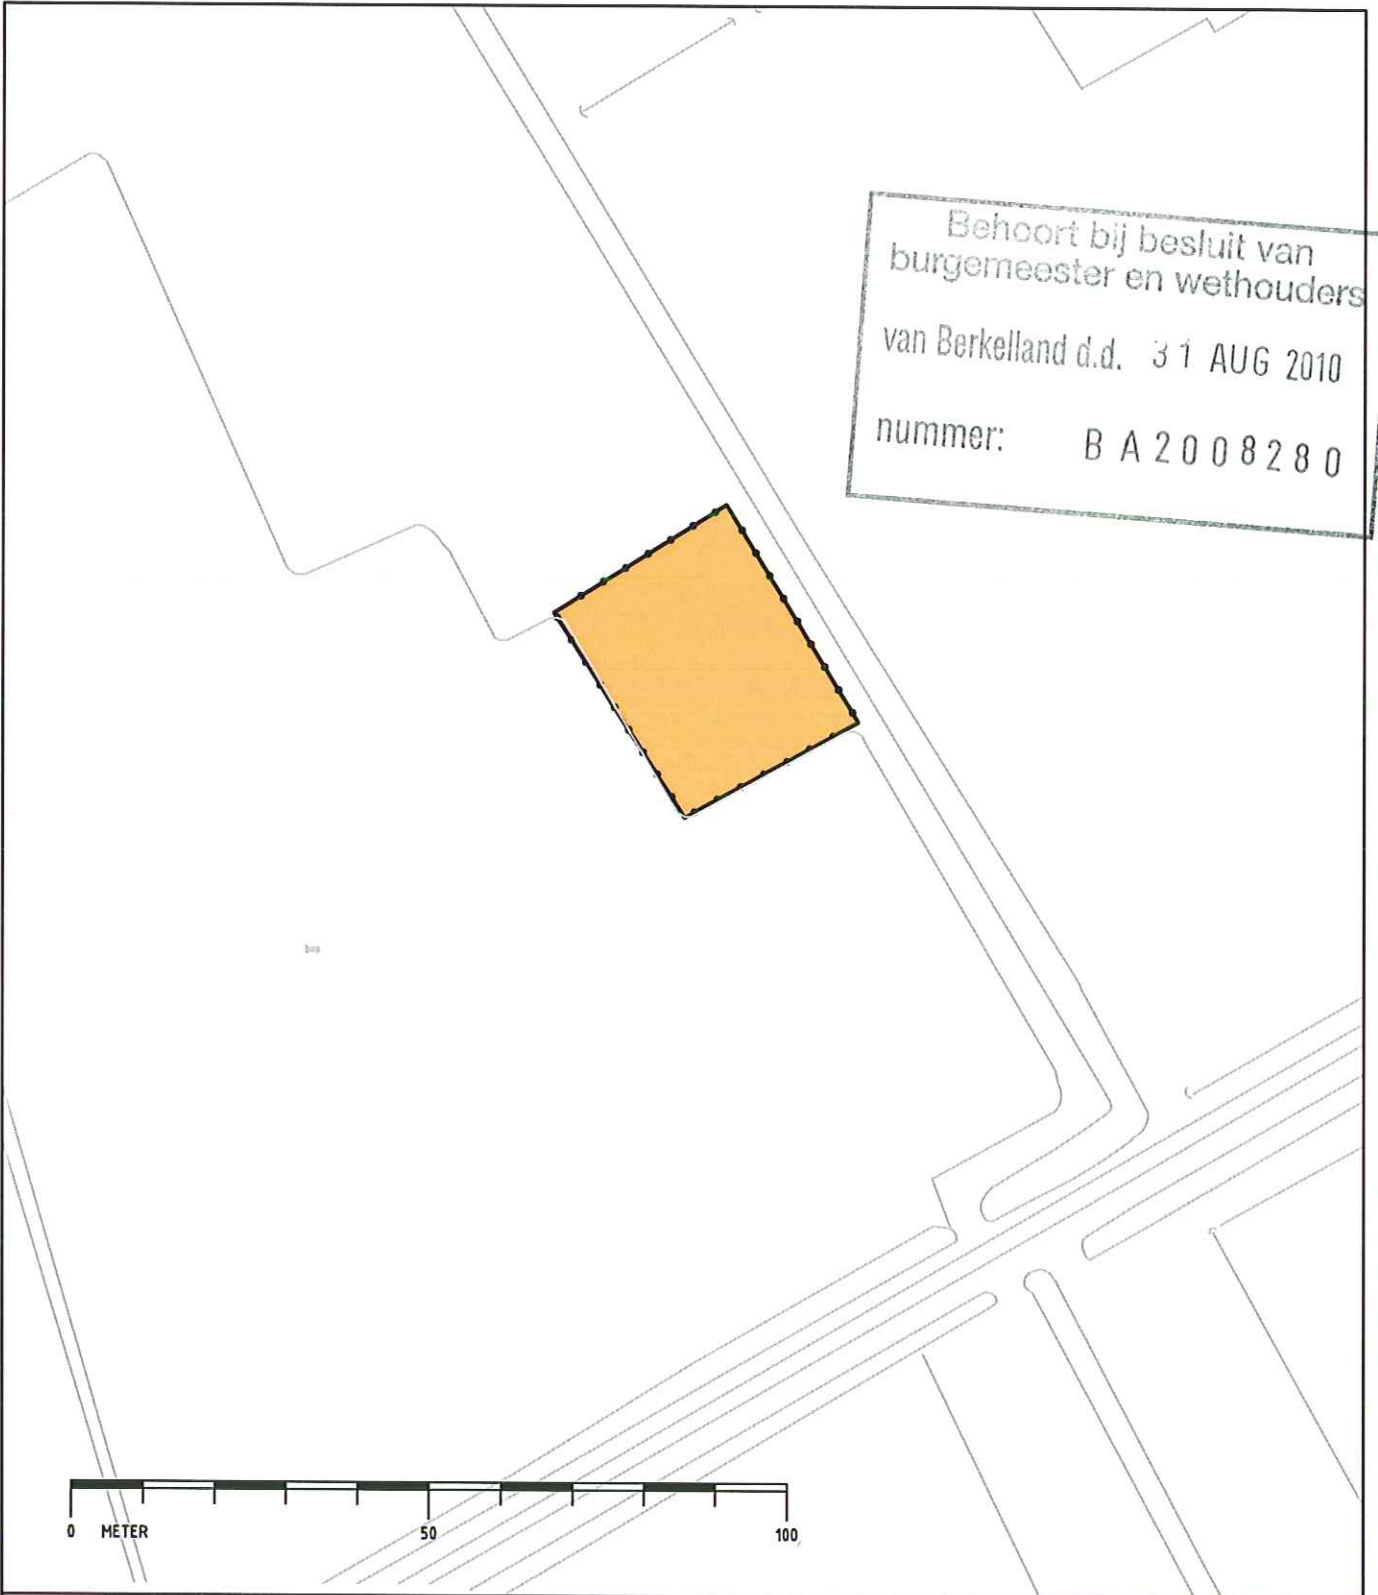 Behoort bij besluit van
burgemeester en wethouders
van Berkelland d.d. 31 AUG 2010
nummer: BA2008280
0 METER 50 100